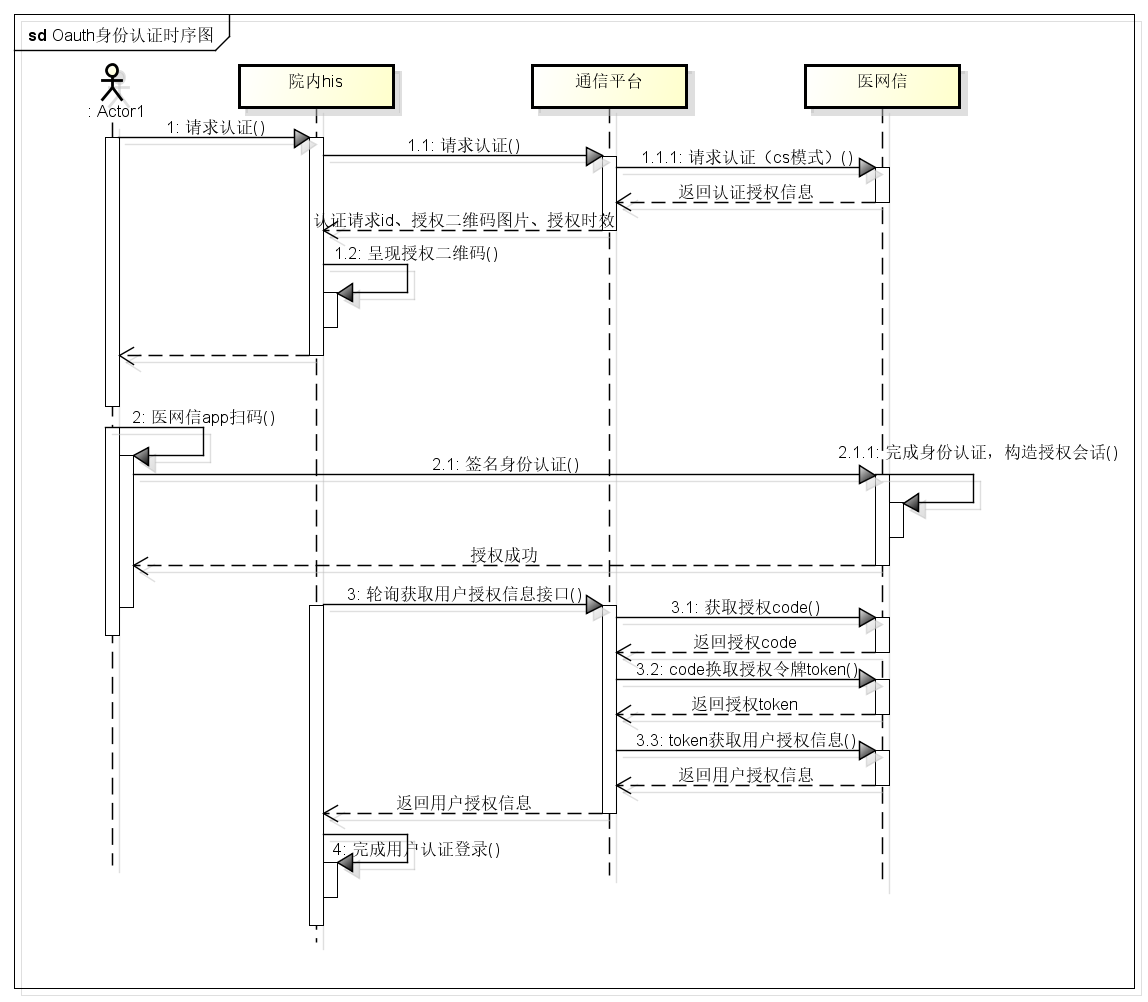 sd Oauth身份认证时序图
: Actor1
院内his
通信平台
医网信
1: 请求认证()
1.1: 请求认证()
1.1.1: 请求认证（cs模式）()
返回认证授权信息
认证请求id、授权二维码图片、授权时效
1.2: 呈现授权二维码()
2: 医网信app扫码()
2.1: 签名身份认证()
2.1.1: 完成身份认证，构造授权会话()
授权成功
3: 轮询获取用户授权信息接口()
3.1: 获取授权code()
返回授权code
3.2: code换取授权令牌token()
返回授权token
3.3: token获取用户授权信息()
返回用户授权信息
返回用户授权信息
4: 完成用户认证登录()